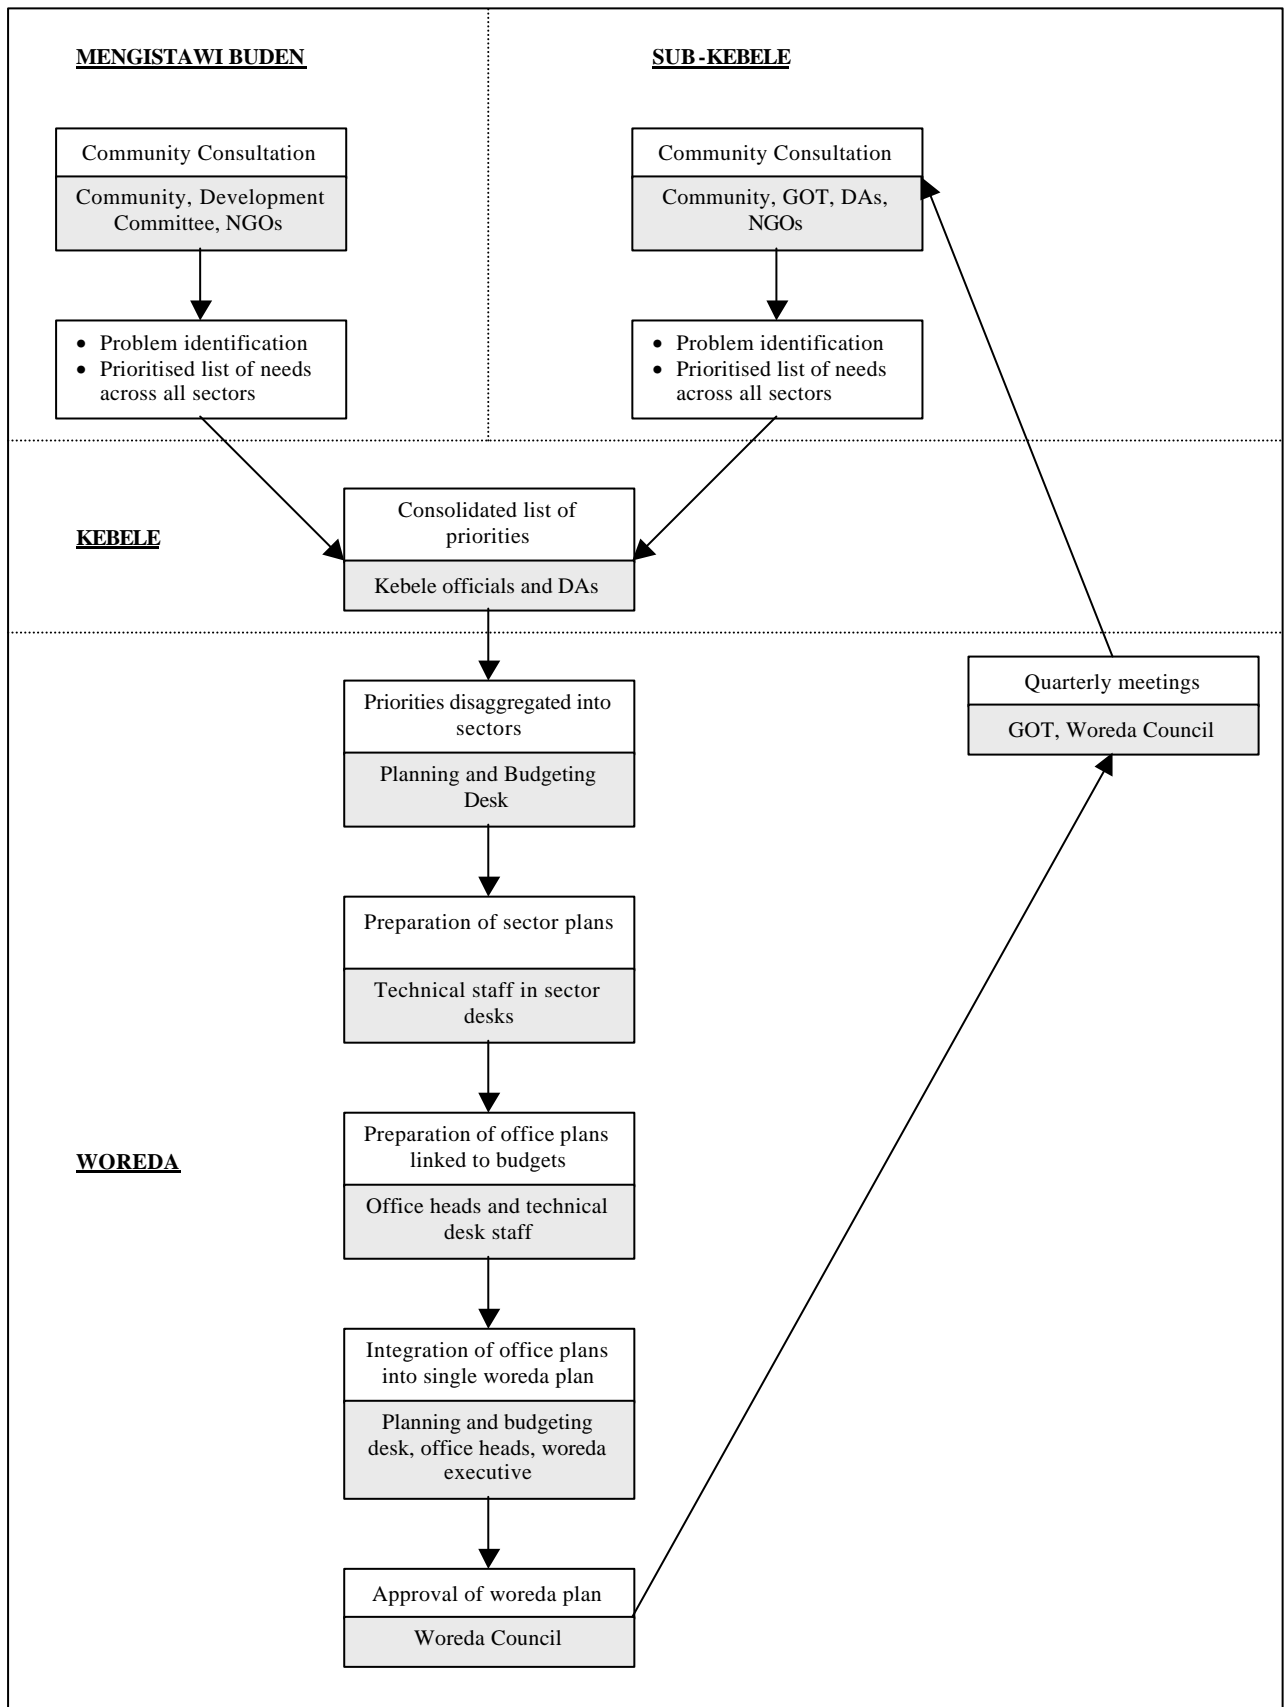 MENGISTAWI BUDEN
SUB-KEBELE
Community Consultation
Community, Development
Committee, NGOs
Community Consultation
Community, GOT, DAs,
NGOs
• Problem identification
• Prioritised list of needs
across all sectors
• Problem identification
• Prioritised list of needs
across all sectors
KEBELE
Consolidated list of
priorities
Kebele officials and DAs
Priorities disaggregated into
sectors
Planning and Budgeting
Desk
Quarterly meetings
GOT, Woreda Council
Preparation of sector plans
Technical staff in sector
desks
WOREDA
Preparation of office plans
linked to budgets
Office heads and technical
desk staff
Integration of office plans
into single woreda plan
Planning and budgeting
desk, office heads, woreda
executive
Approval of woreda plan
Woreda Council